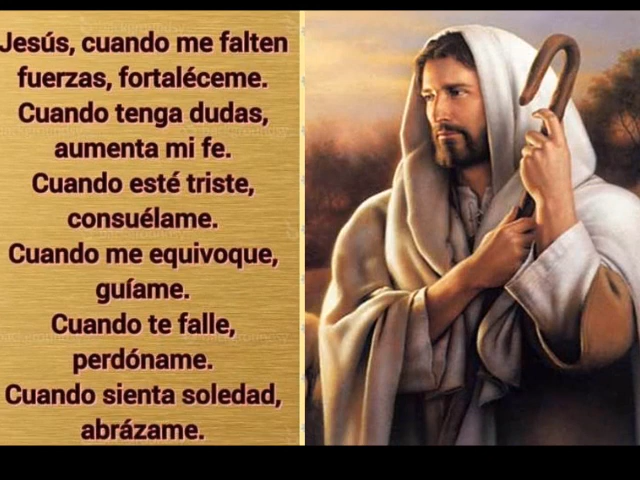 Jesús, cuando me falten
fuerzas, fortaléceme.
Cuando tenga dudas,
aumenta mi fe.
Cuando esté triste,
consuélame.
Cuando me equivoque,
guíame.
Cuando te falle,
perdóname.
Cuando sienta soledad,
abrázame.